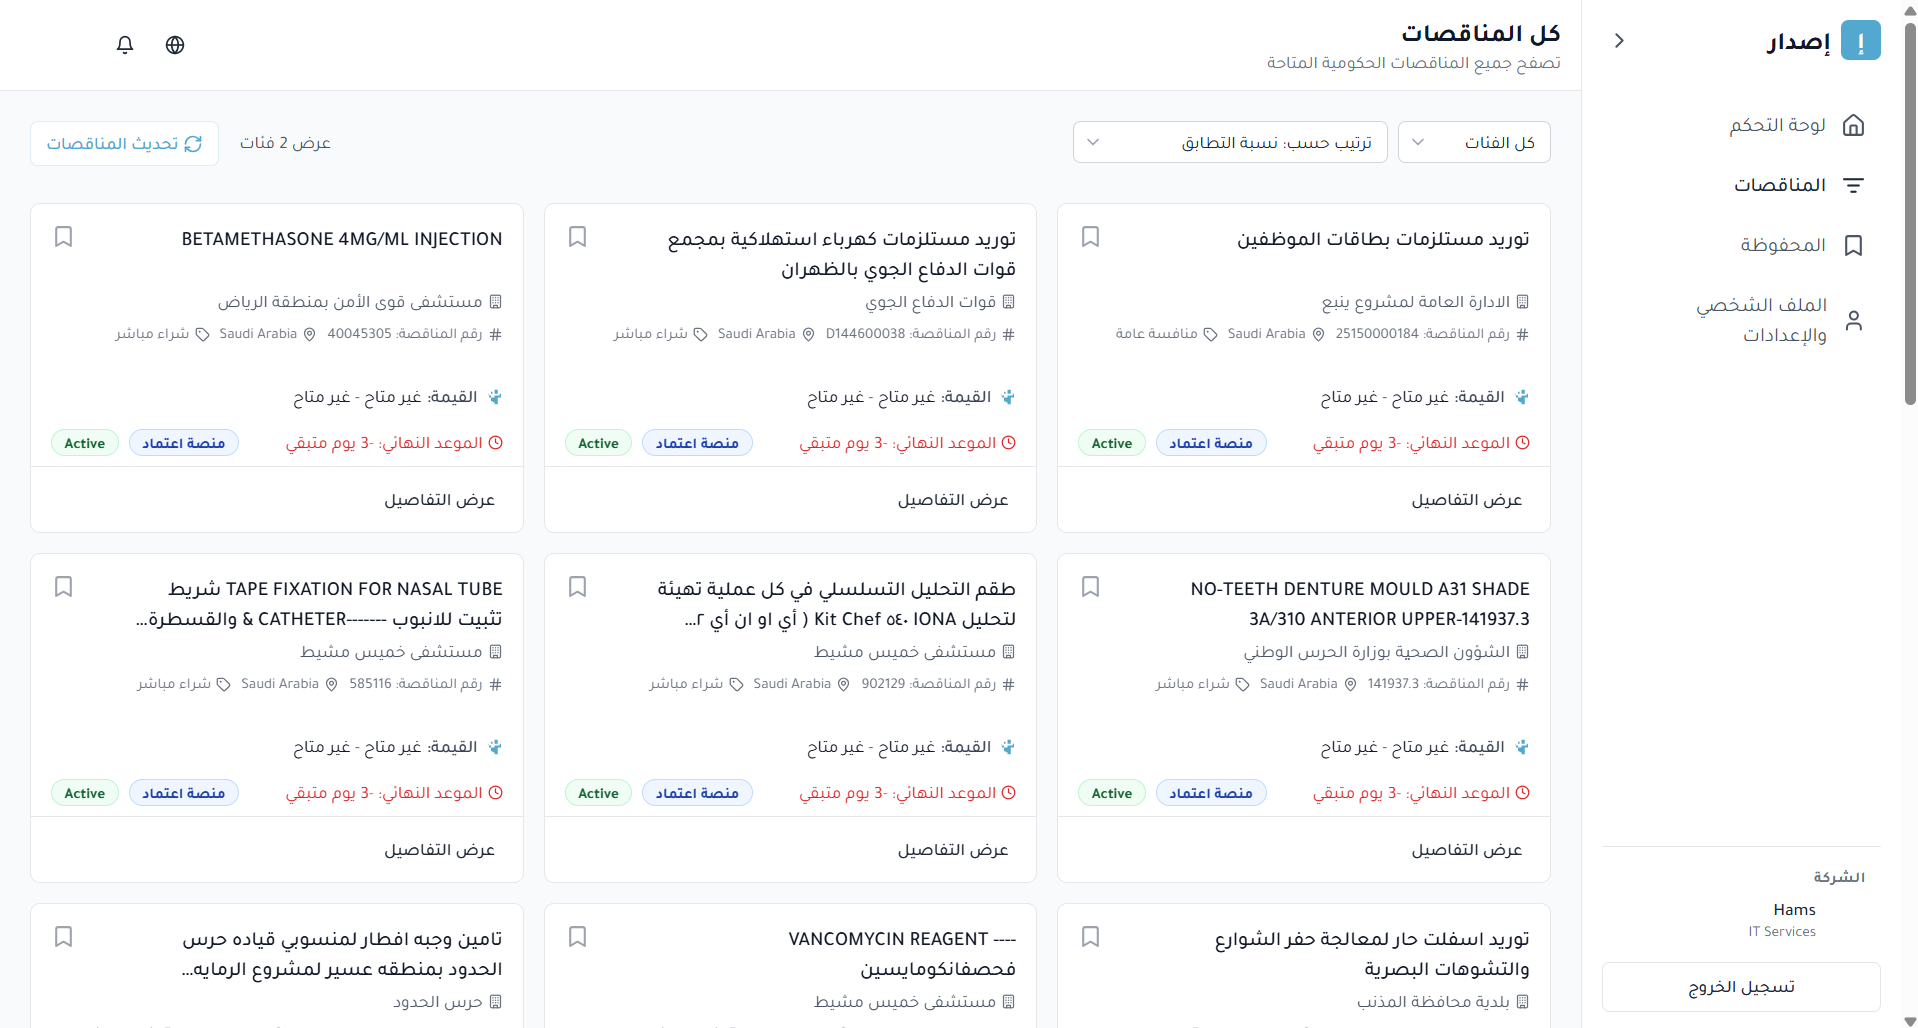 إ
إصدار
لوحة التحكم
المناقصات
المحفوظة
الملف الشخصي
والإعدادات
الشركة
Hams
IT Services
تسجيل الخروج
كل المناقصات
تصفح جميع المناقصات الحكومية المتاحة
كل الفئات
ترتيب حسب: نسبة التطابق
عرض 2 فئات
تحديث المناقصات
توريد مستلزمات بطاقات الموظفين
الادارة العامة لمشروع ينبع
رقم المناقصة: 25150000184 Saudi Arabia منافسة عامة
القيمة: غير متاح - غير متاح
الموعد النهائي: -3 يوم متبقي منصة اعتماد Active
عرض التفاصيل
توريد مستلزمات كهرباء استهلاكية بمجمع
قوات الدفاع الجوي بالظهران
قوات الدفاع الجوي
رقم المناقصة: D144600038 Saudi Arabia شراء مباشر
القيمة: غير متاح - غير متاح
الموعد النهائي: -3 يوم متبقي منصة اعتماد Active
عرض التفاصيل
BETAMETHASONE 4MG/ML INJECTION
مستشفى قوى الأمن بمنطقة الرياض
رقم المناقصة: 40045305 Saudi Arabia شراء مباشر
القيمة: غير متاح - غير متاح
الموعد النهائي: -3 يوم متبقي منصة اعتماد Active
عرض التفاصيل
NO-TEETH DENTURE MOULD A31 SHADE
3A/310 ANTERIOR UPPER-141937.3
الشؤون الصحية بوزارة الحرس الوطني
رقم المناقصة: 141937.3 Saudi Arabia شراء مباشر
القيمة: غير متاح - غير متاح
الموعد النهائي: -3 يوم متبقي منصة اعتماد Active
عرض التفاصيل
طقم التحليل التسلسلي في كل عملية تهيئة
لتحليل Kit Chef ٥٤٠ IONA ( أي او ان أي ٢...
مستشفى خميس مشيط
رقم المناقصة: 902129 Saudi Arabia شراء مباشر
القيمة: غير متاح - غير متاح
الموعد النهائي: -3 يوم متبقي منصة اعتماد Active
عرض التفاصيل
TAPE FIXATION FOR NASAL TUBE شريط
تثبيت للانبوب -------CATHETER & والقسطرة...
مستشفى خميس مشيط
رقم المناقصة: 585116 Saudi Arabia شراء مباشر
القيمة: غير متاح - غير متاح
الموعد النهائي: -3 يوم متبقي منصة اعتماد Active
عرض التفاصيل
توريد اسفلت حار لمعالجة حفر الشوارع
والتشوهات البصرية
بلدية محافظة المذنب
VANCOMYCIN REAGENT ----
فحصفانكومايسين
مستشفى خميس مشيط
تامين وجبه افطار لمنسوبي قياده حرس
الحدود بمنطقه عسير لمشروع الرمايه...
حرس الحدود